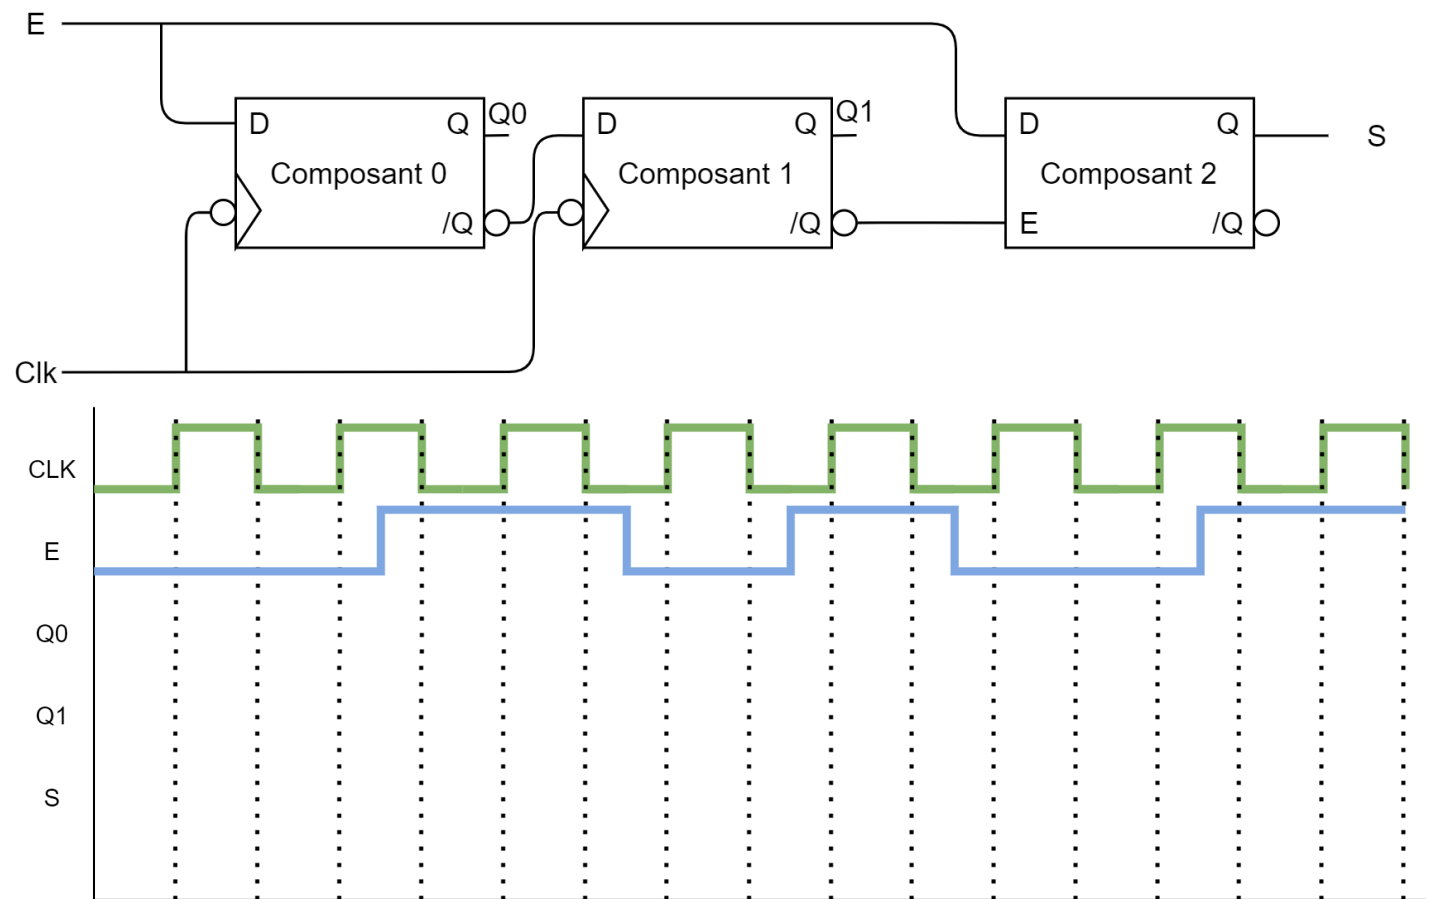 E
D Q Q0
Composant 0
/Q
D Q Q1
Composant 1
/Q
D Q S
Composant 2
E /Q
Clk
CLK
E
Q0
Q1
S